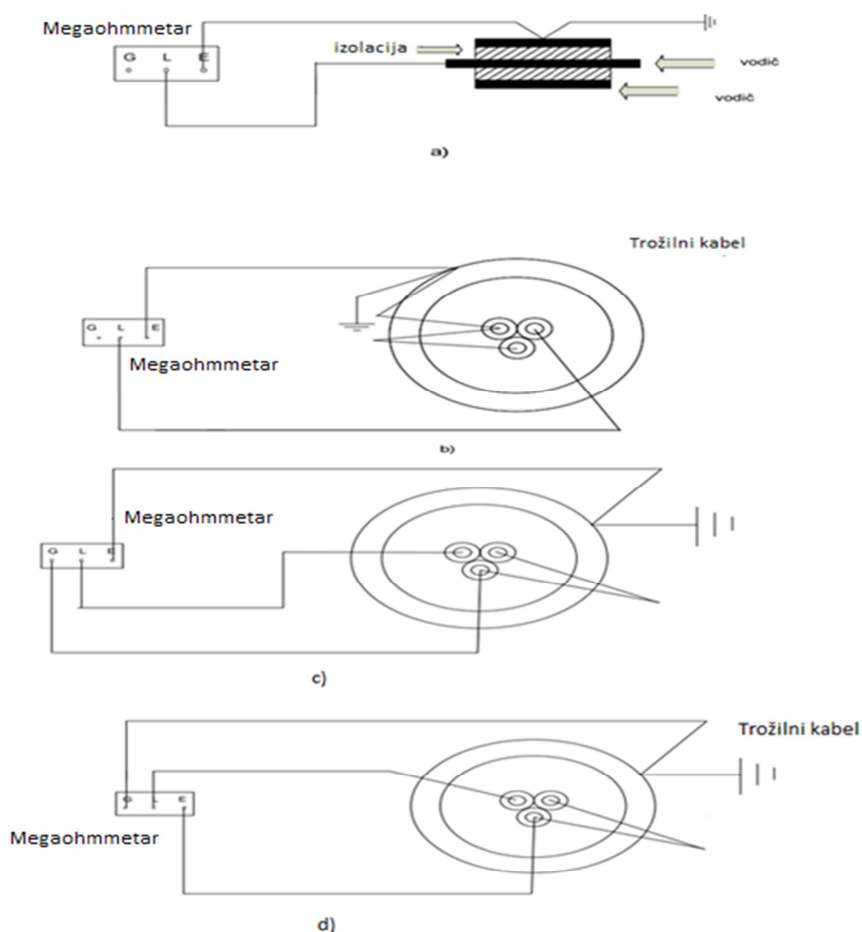 Megaohmmetar
G L E
izolacija
vodič
vodič
a)
Trožilni kabel
G L E
Megaohmmetar
b)
Megaohmmetar
G L E
c)
Trožilni kabel
G L E
Megaohmmetar
d)